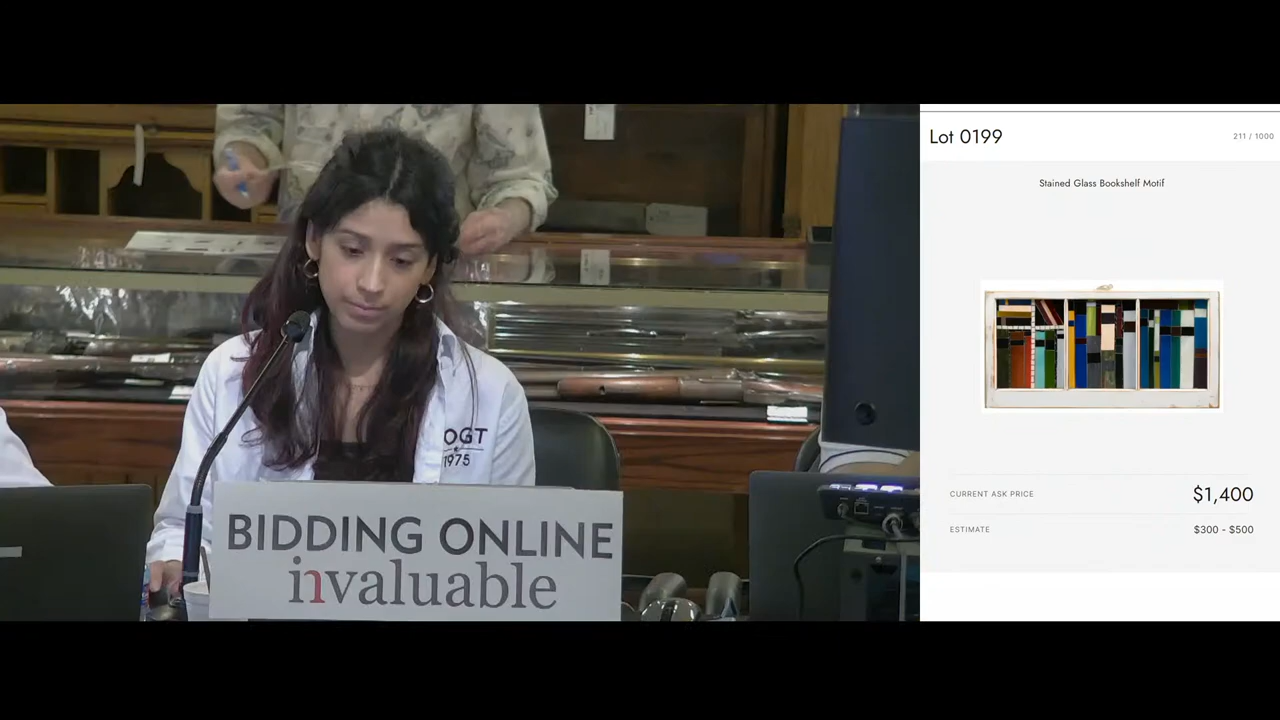 OGT
1975
BIDDING ONLINE
invaluable
Lot 0199
211 / 1000
Stained Glass Bookshelf Motif
CURRENT ASK PRICE
$1,400
ESTIMATE
$300 - $500